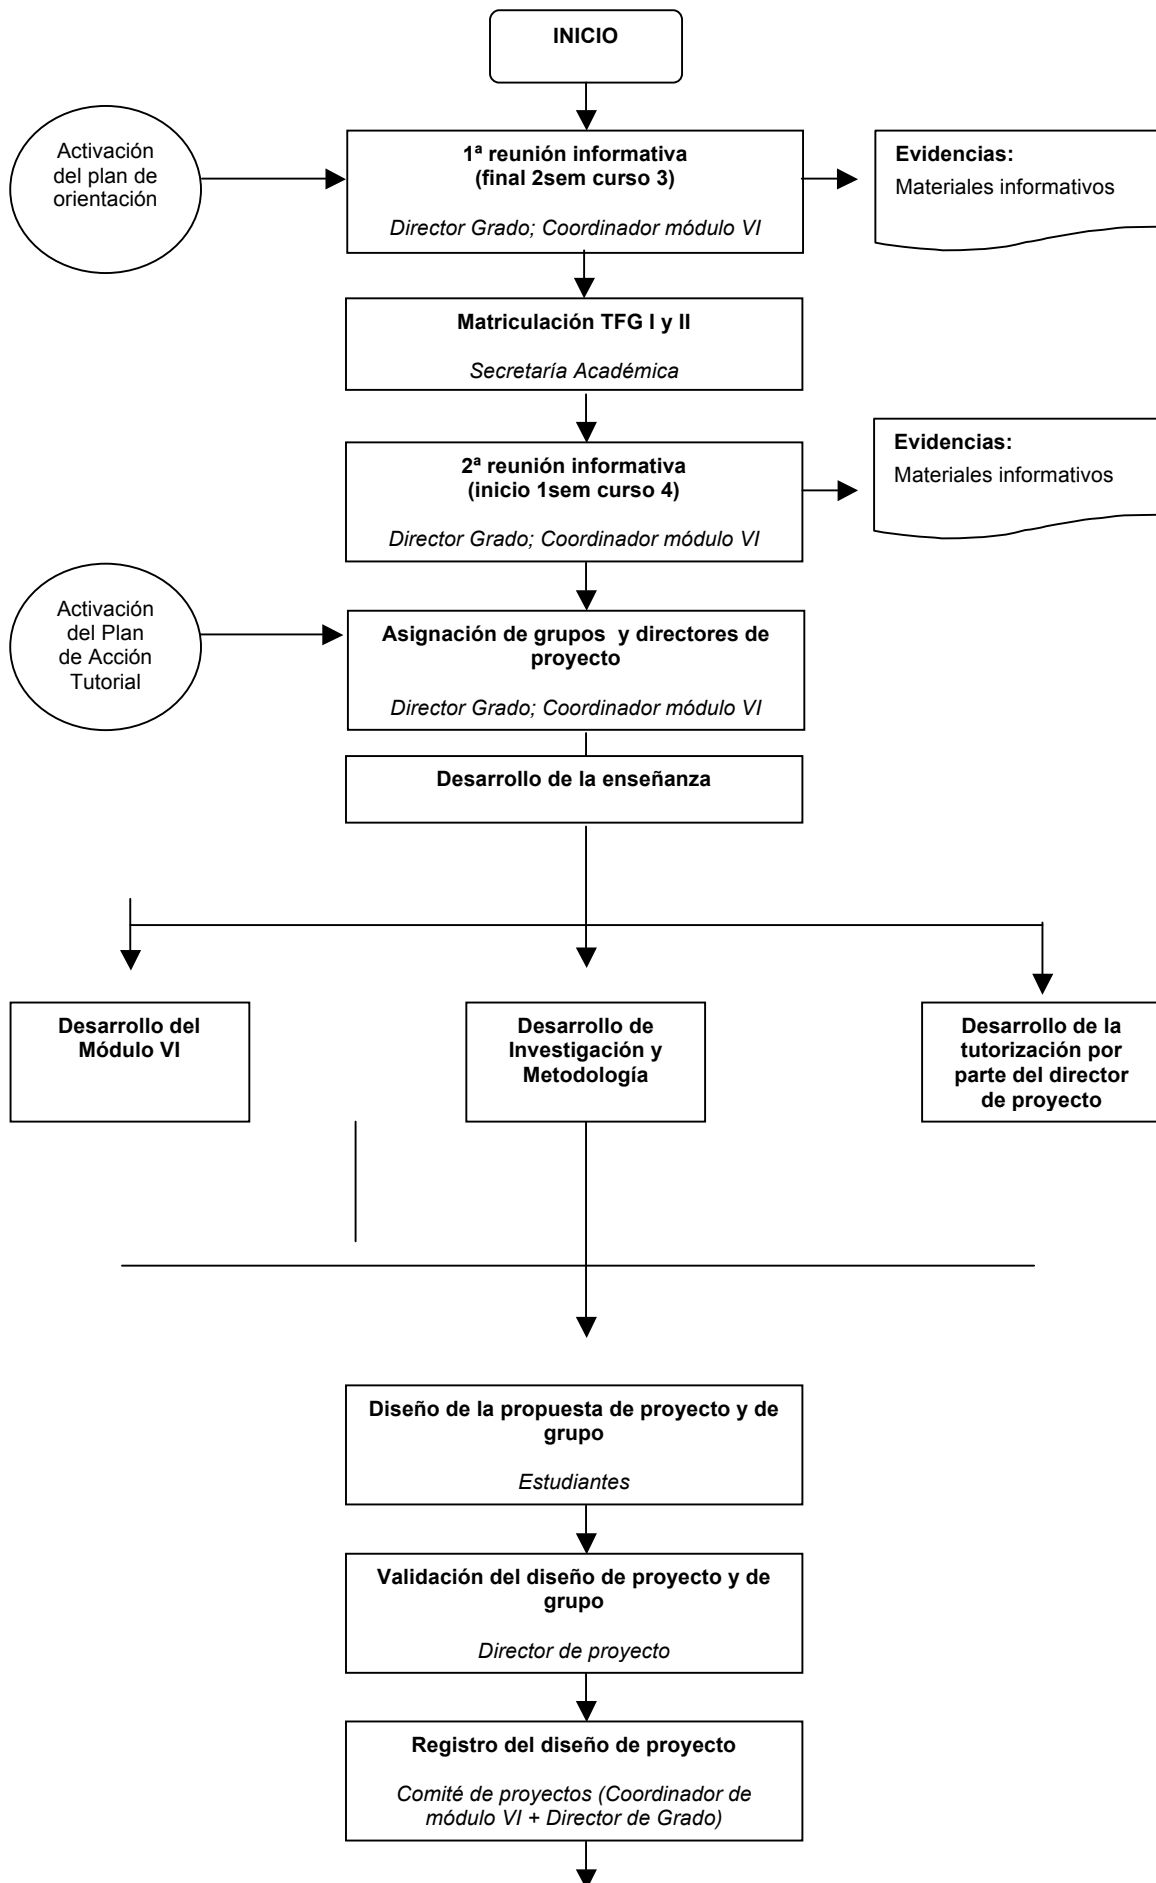 INICIO
Activación
del plan de
orientación
1ª reunión informativa
(final 2sem curso 3)
Director Grado; Coordinador módulo VI
Evidencias:
Materiales informativos
Matriculación TFG I y II
Secretaría Académica
2ª reunión informativa
(inicio 1sem curso 4)
Director Grado; Coordinador módulo VI
Evidencias:
Materiales informativos
Activación
del Plan
de Acción
Tutorial
Asignación de grupos y directores de
proyecto
Director Grado; Coordinador módulo VI
Desarrollo de la enseñanza
Desarrollo del
Módulo VI
Desarrollo de
Investigación y
Metodología
Desarrollo de la
tutorización por
parte del director
de proyecto
Diseño de la propuesta de proyecto y de
grupo
Estudiantes
Validación del diseño de proyecto y de
grupo
Director de proyecto
Registro del diseño de proyecto
Comité de proyectos (Coordinador de
módulo VI + Director de Grado)